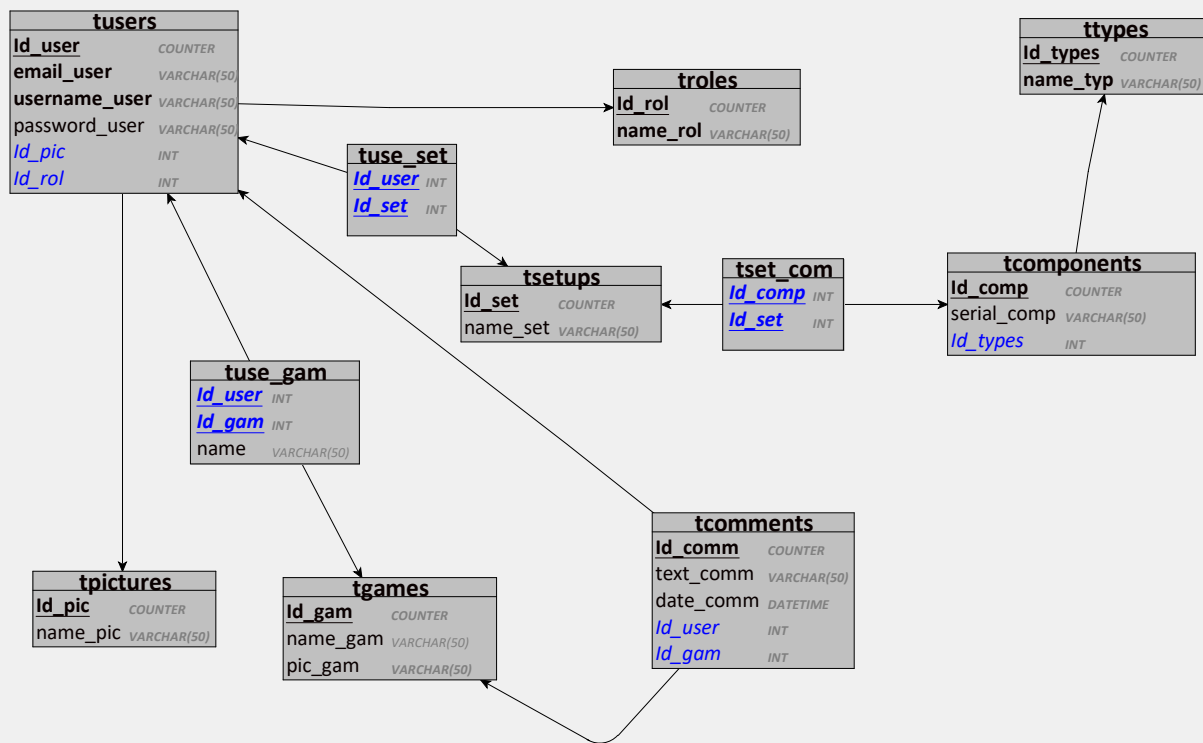 tusers
Id_user COUNTER
email_user VARCHAR(50)
username_user VARCHAR(50)
password_user VARCHAR(50)
Id_pic INT
Id_rol INT
troles
Id_rol COUNTER
name_rol VARCHAR(50)
ttypes
Id_types COUNTER
name_typ VARCHAR(50)
tuse_set
Id_user INT
Id_set INT
tsetups
Id_set COUNTER
name_set VARCHAR(50)
tset_com
Id_comp INT
Id_set INT
tcomponents
Id_comp COUNTER
serial_comp VARCHAR(50)
Id_types INT
tuse_gam
Id_user INT
Id_gam INT
name VARCHAR(50)
tpictures
Id_pic COUNTER
name_pic VARCHAR(50)
tgames
Id_gam COUNTER
name_gam VARCHAR(50)
pic_gam VARCHAR(50)
tcomments
Id_comm COUNTER
text_comm VARCHAR(50)
date_comm DATETIME
Id_user INT
Id_gam INT